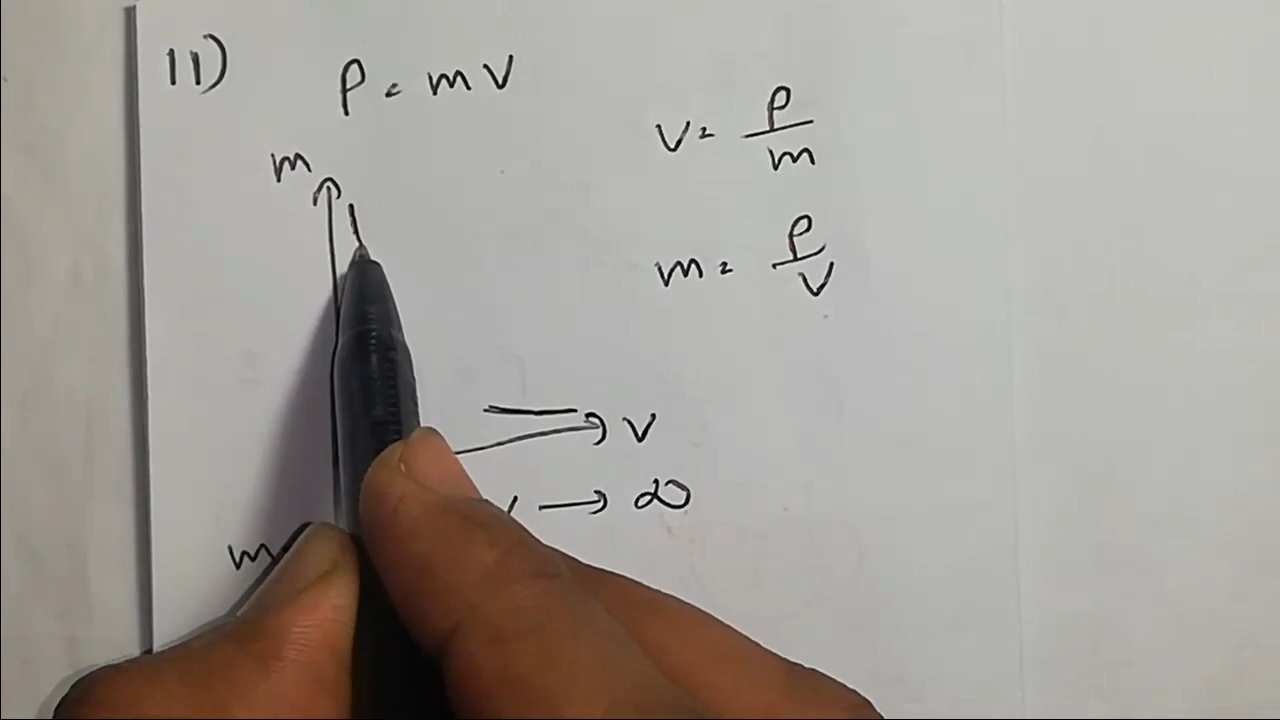 11)
P = mV
V = P/m
m
m = P/V
V
V → ∞
m